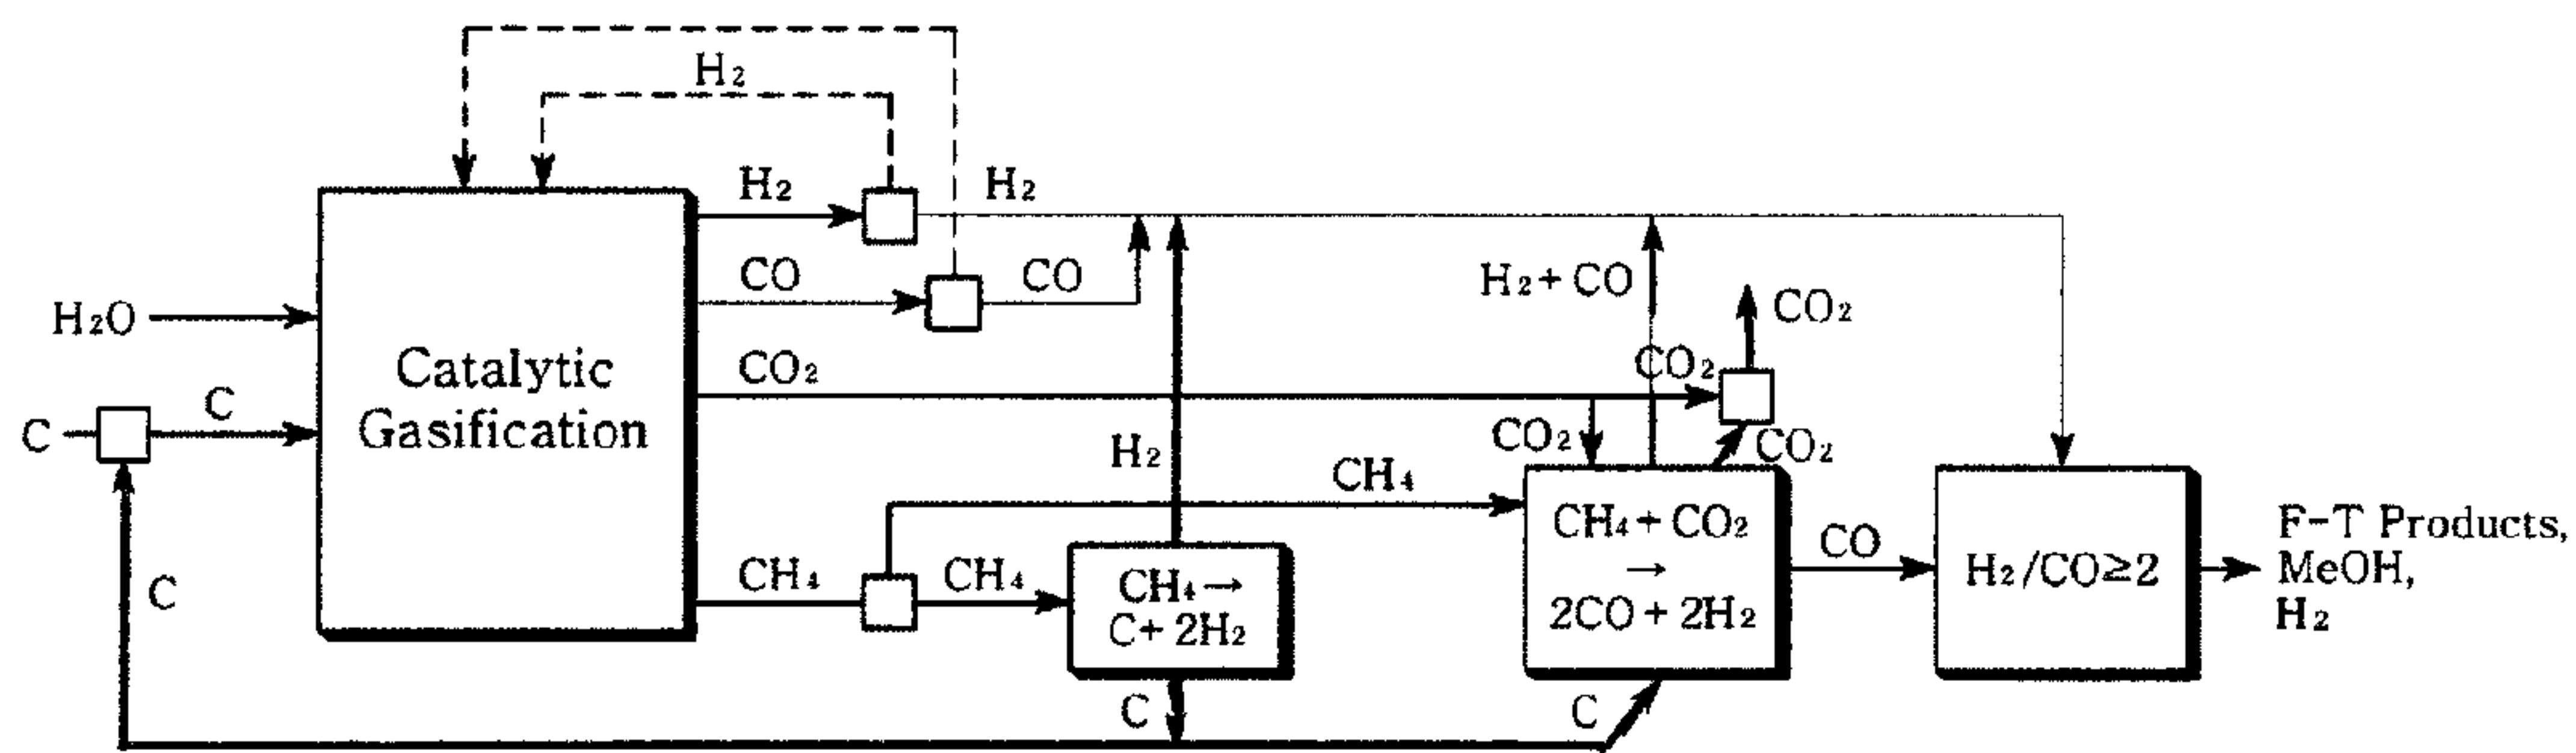 H₂
H₂
H₂
CO
CO
H₂ + CO
CO₂
H₂O
Catalytic
Gasification
CO₂
CO₂
C
C
CO₂
CO₂
H₂
CH₄
CH₄ + CO₂
→
2CO + 2H₂
CO
H₂/CO≥2
F-T Products,
MeOH,
H₂
C
CH₄
CH₄
CH₄→
C+ 2H₂
C
C